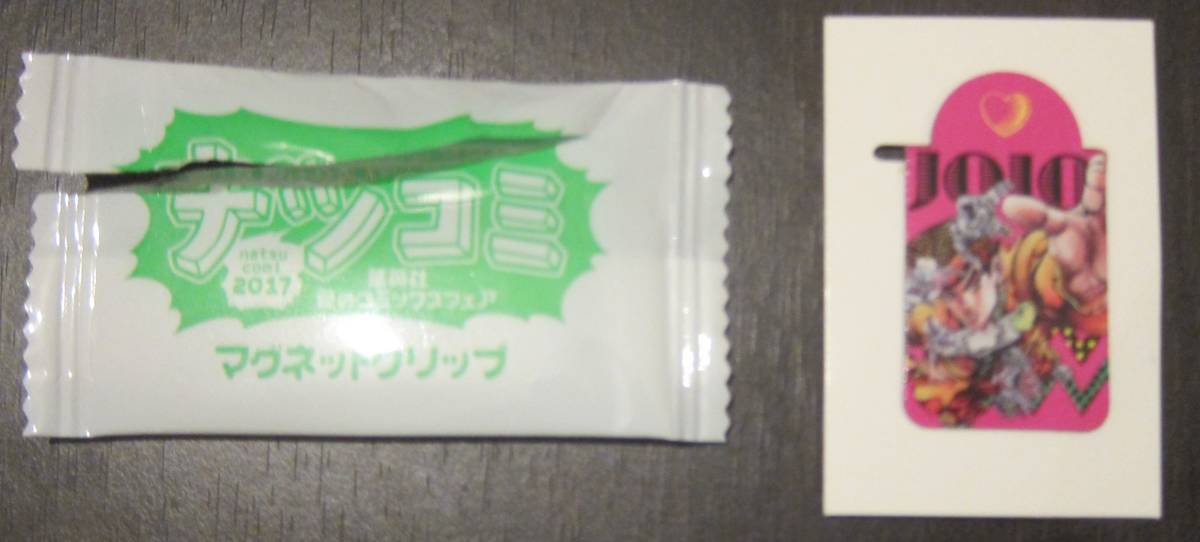 ナツコミ
natsu
comi
2017
集英社
夏のコミックスフェア
マグネットクリップ
JOJO